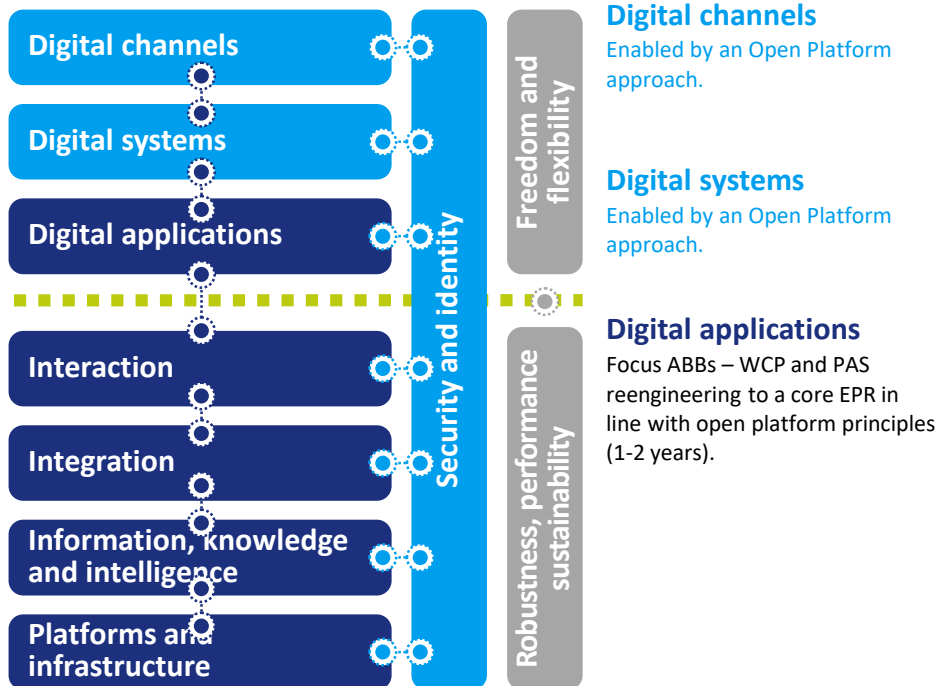 Digital channels
Digital systems
Digital applications
Interaction
Integration
Information, knowledge
and intelligence
Platforms and
infrastructure
Security and identity
Freedom and
flexibility
Robustness, performance
sustainability
Digital channels
Enabled by an Open Platform
approach.
Digital systems
Enabled by an Open Platform
approach.
Digital applications
Focus ABBs – WCP and PAS
reengineering to a core EPR in
line with open platform principles
(1-2 years).